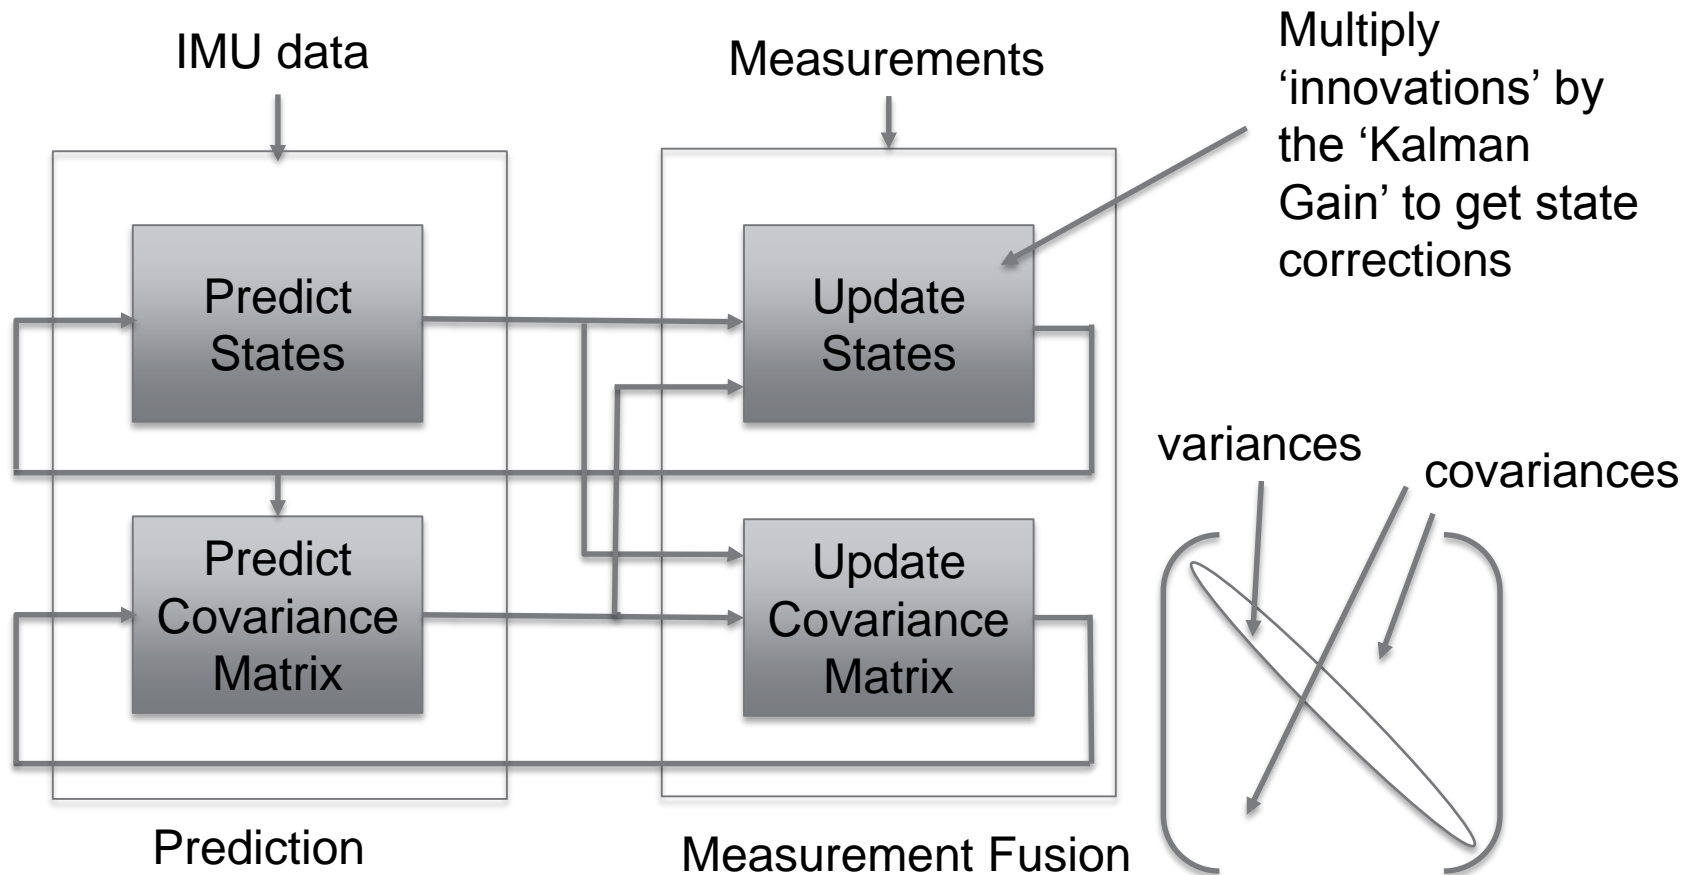 IMU data
Measurements
Multiply
‘innovations’ by
the ‘Kalman
Gain’ to get state
corrections
Predict
States
Update
States
variances
covariances
Predict
Covariance
Matrix
Update
Covariance
Matrix
Prediction
Measurement Fusion